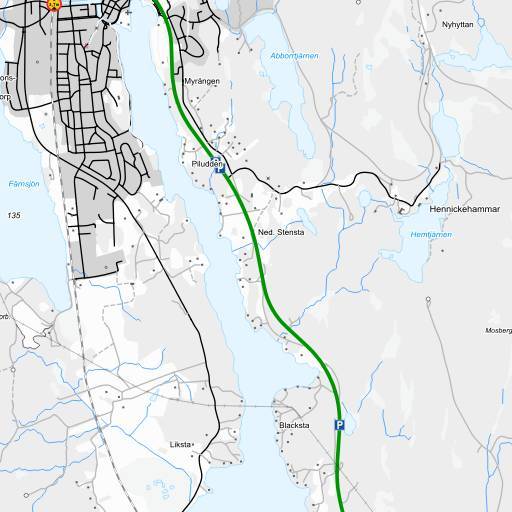 Nyhyttan
Abborrtjärnen
Myrängen
Piludden
P
Fämsjön
135
Hennickehammar
Ned. Stensta
Hemtjärnen
Mosberg
P
Blacksta
Liksta